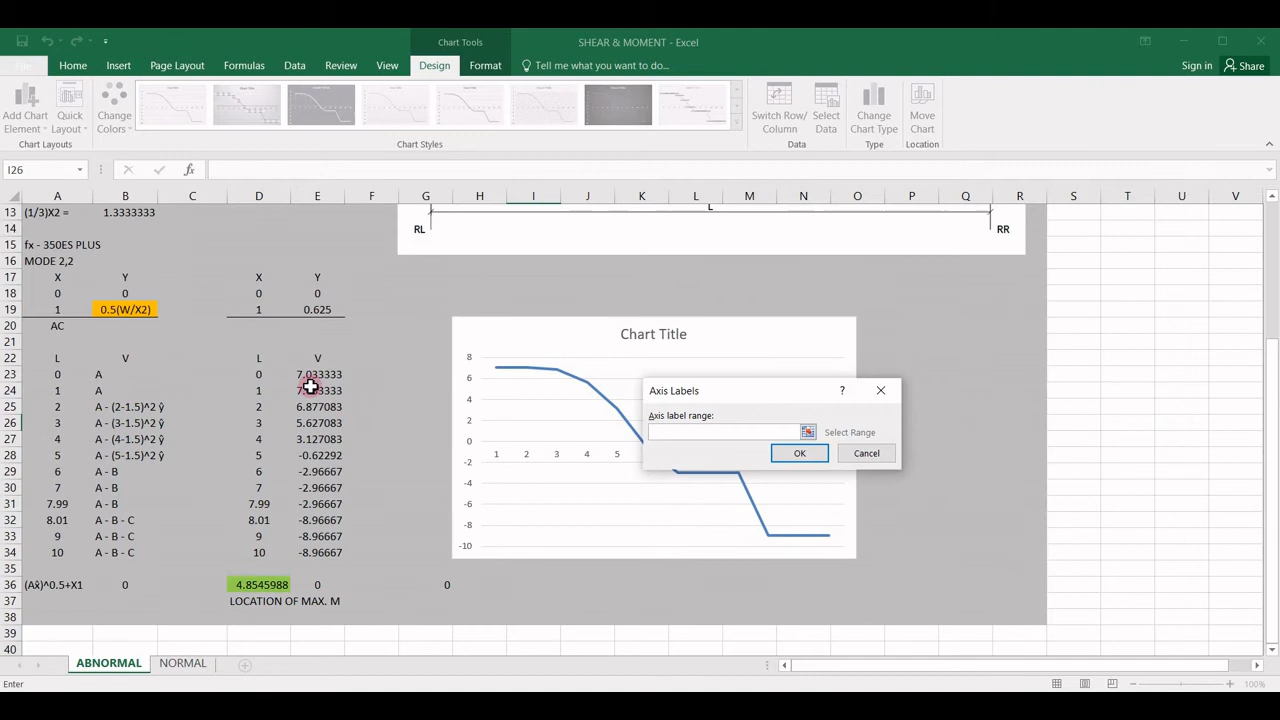 Chart Tools
SHEAR & MOMENT - Excel
File Home Insert Page Layout Formulas Data Review View Design Format Tell me what you want to do... Sign in Share
Add Chart Element Quick Layout Change Colors Switch Row/ Column Select Data Change Chart Type Move Chart
Chart Layouts Chart Styles Data Type Location
I26 fx
A B C D E F G H I J K L M N O P Q R S T U V
13 (1/3)X2 = 1.3333333 L
14 RL RR
15 fx - 350ES PLUS
16 MODE 2,2
17 X Y X Y
18 0 0 0 0
19 1 0.5(W/X2) 1 0.625
20 AC
21
22 L V L V
23 0 A 0 7.033333
24 1 A 1
25 2 A - (2-1.5)^2 ŷ 2 6.877083
26 3 A - (3-1.5)^2 ŷ 3 5.627083
27 4 A - (4-1.5)^2 ŷ 4 3.127083
28 5 A - (5-1.5)^2 ŷ 5 -0.62292
29 6 A - B 6 -2.96667
30 7 A - B 7 -2.96667
31 7.99 A - B 7.99 -2.96667
32 8.01 A - B - C 8.01 -8.96667
33 9 A - B - C 9 -8.96667
34 10 A - B - C 10 -8.96667
36 (Ax̂)^0.5+X1 0 4.8545988 0 0
37 LOCATION OF MAX. M
38
39
40
Chart Title
8
6
4
2
0
-2
-4
-6
-8
-10
1 2 3 4 5
Axis Labels ?
Axis label range:
Select Range
OK Cancel
ABNORMAL NORMAL
Enter 100%